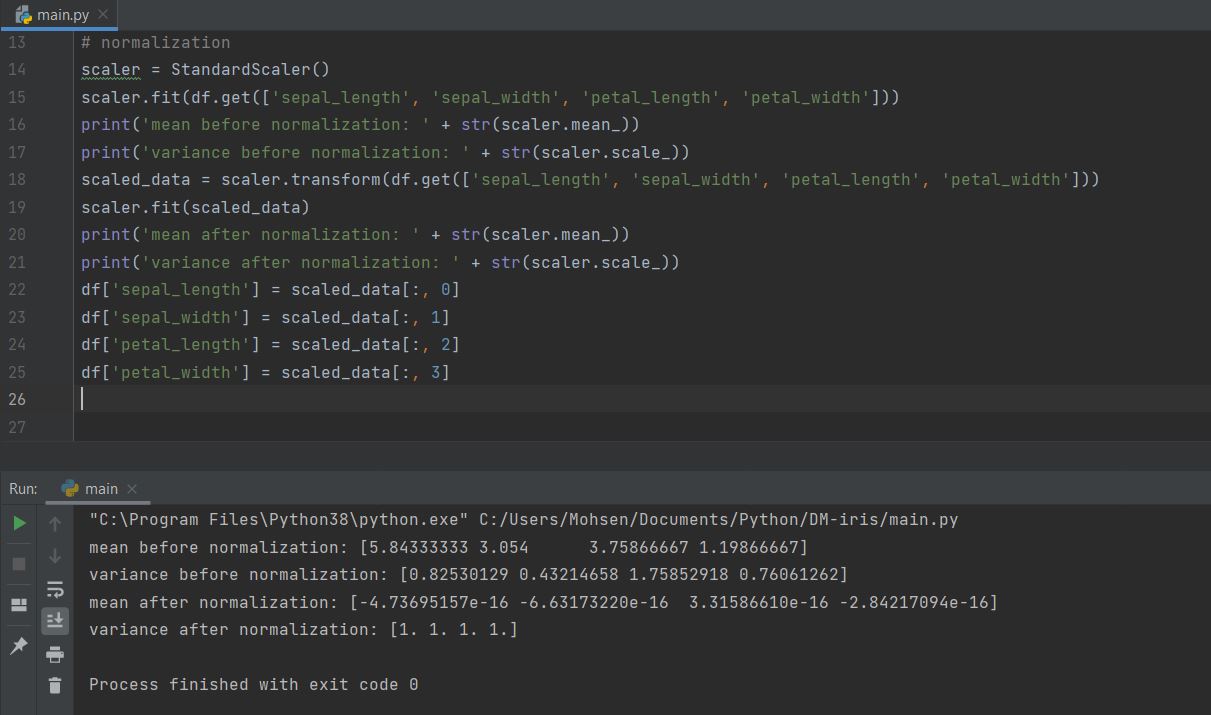 main.py
13 # normalization
14 scaler = StandardScaler()
15 scaler.fit(df.get(['sepal_length', 'sepal_width', 'petal_length', 'petal_width']))
16 print('mean before normalization: ' + str(scaler.mean_))
17 print('variance before normalization: ' + str(scaler.scale_))
18 scaled_data = scaler.transform(df.get(['sepal_length', 'sepal_width', 'petal_length', 'petal_width']))
19 scaler.fit(scaled_data)
20 print('mean after normalization: ' + str(scaler.mean_))
21 print('variance after normalization: ' + str(scaler.scale_))
22 df['sepal_length'] = scaled_data[:, 0]
23 df['sepal_width'] = scaled_data[:, 1]
24 df['petal_length'] = scaled_data[:, 2]
25 df['petal_width'] = scaled_data[:, 3]
26
27
Run: main
"C:\Program Files\Python38\python.exe" C:/Users/Mohsen/Documents/Python/DM-iris/main.py
mean before normalization: [5.84333333 3.054      3.75866667 1.19866667]
variance before normalization: [0.82530129 0.43214658 1.75852918 0.76061262]
mean after normalization: [-4.73695157e-16 -6.63173220e-16  3.31586610e-16 -2.84217094e-16]
variance after normalization: [1. 1. 1. 1.]
Process finished with exit code 0